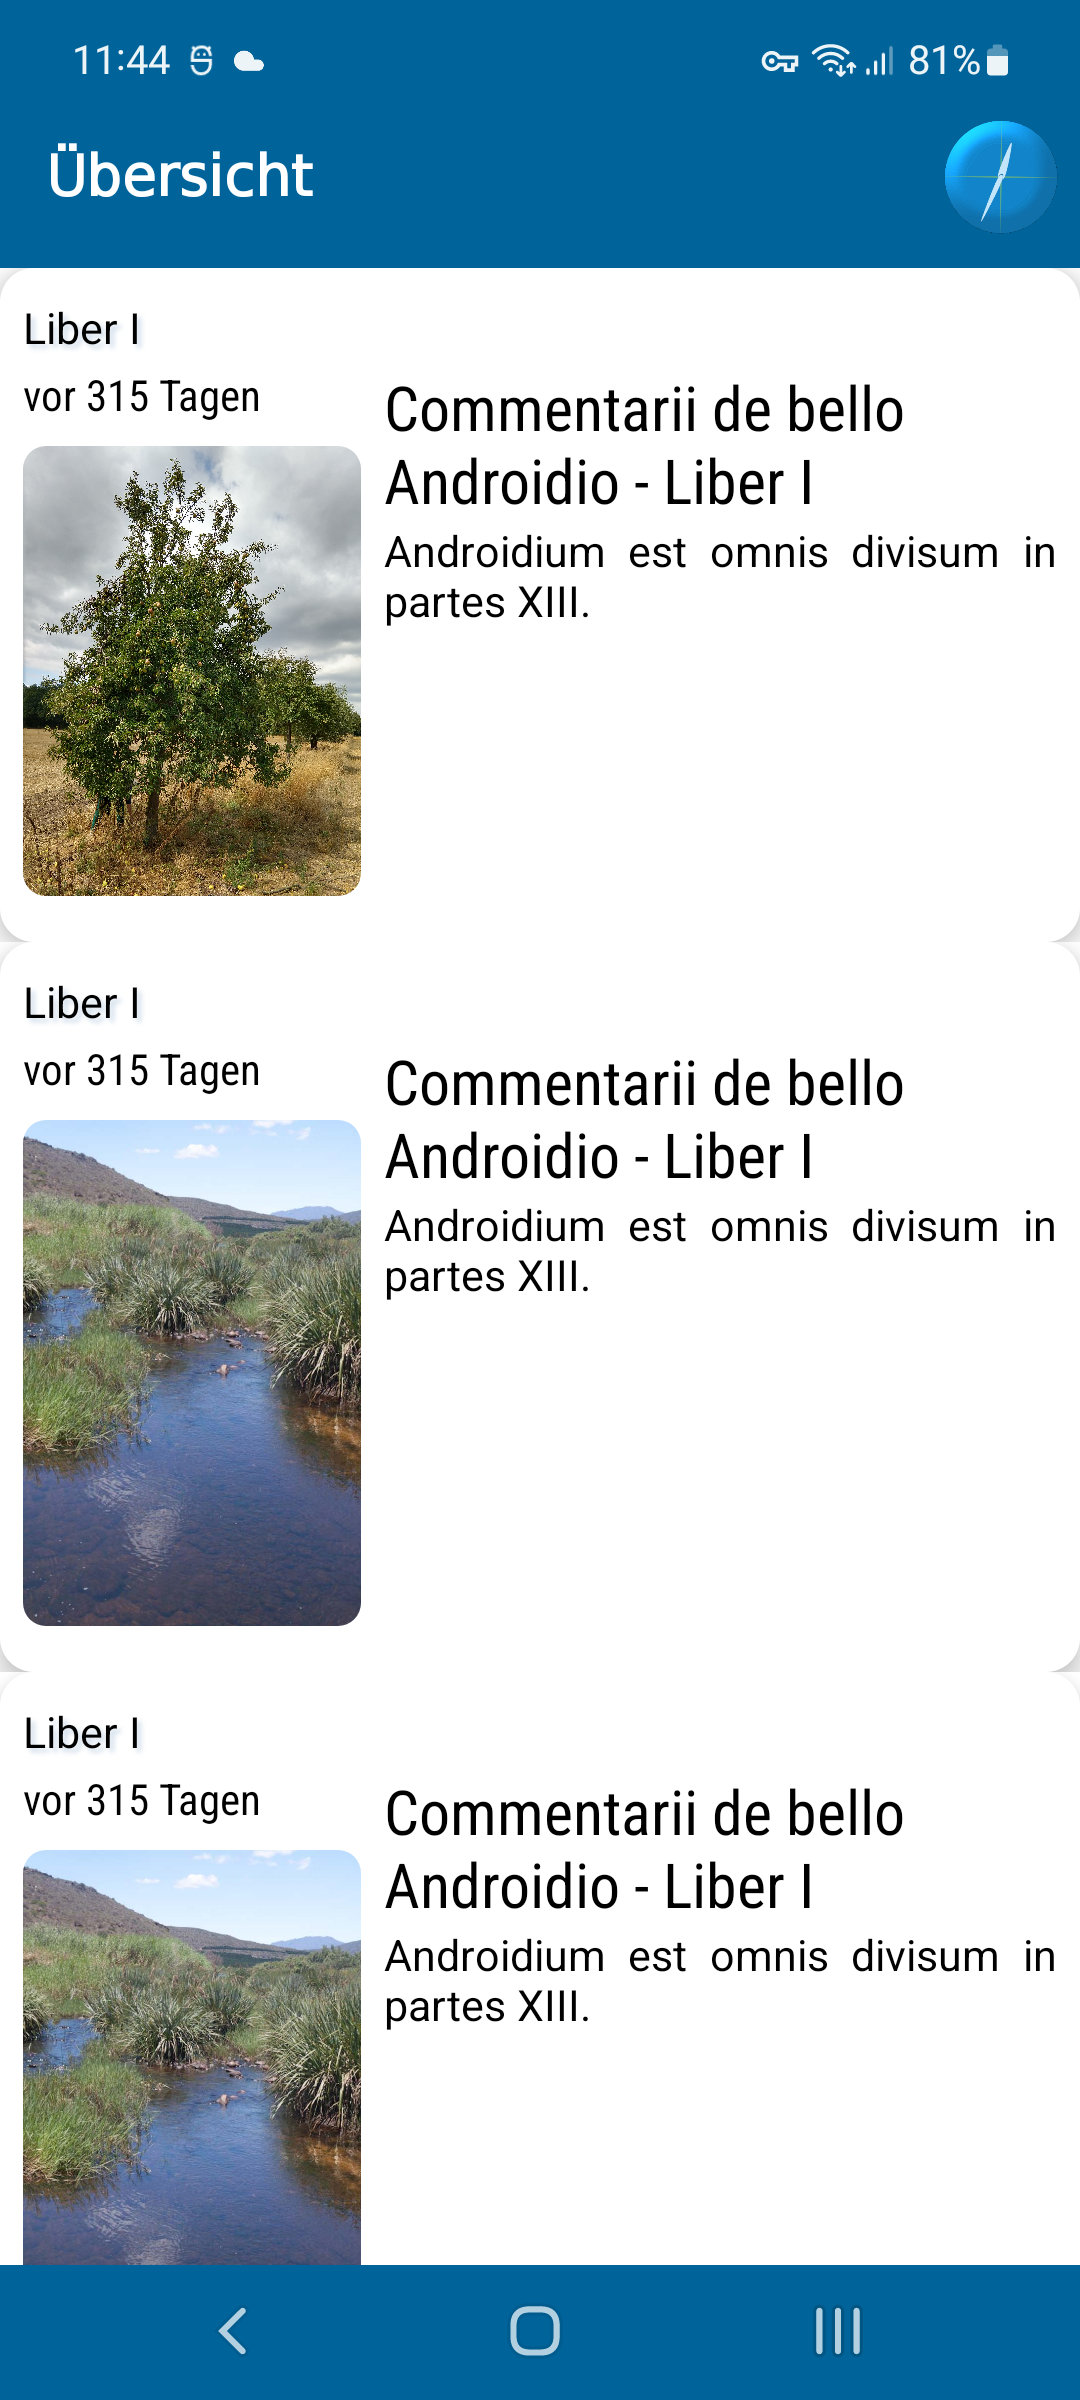 11:44
81%
Übersicht
Liber I
vor 315 Tagen
Commentarii de bello
Androidio - Liber I
Androidium est omnis divisum in
partes XIII.
Liber I
vor 315 Tagen
Commentarii de bello
Androidio - Liber I
Androidium est omnis divisum in
partes XIII.
Liber I
vor 315 Tagen
Commentarii de bello
Androidio - Liber I
Androidium est omnis divisum in
partes XIII.